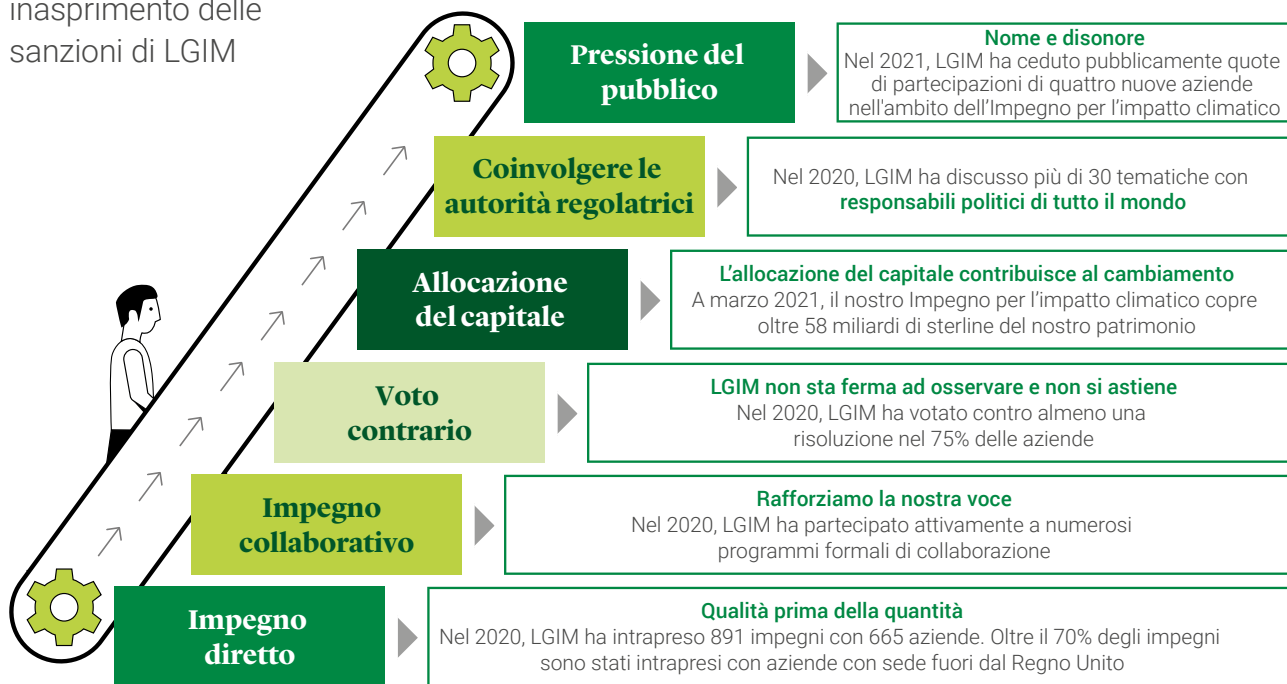 inasprimento delle
sanzioni di LGIM
Pressione del
pubblico
Nome e disonore
Nel 2021, LGIM ha ceduto pubblicamente quote
di partecipazioni di quattro nuove aziende
nell'ambito dell’Impegno per l’impatto climatico
Coinvolgere le
autorità regolatrici
Nel 2020, LGIM ha discusso più di 30 tematiche con
responsabili politici di tutto il mondo
Allocazione
del capitale
L’allocazione del capitale contribuisce al cambiamento
A marzo 2021, il nostro Impegno per l’impatto climatico copre
oltre 58 miliardi di sterline del nostro patrimonio
Voto
contrario
LGIM non sta ferma ad osservare e non si astiene
Nel 2020, LGIM ha votato contro almeno una
risoluzione nel 75% delle aziende
Impegno
collaborativo
Rafforziamo la nostra voce
Nel 2020, LGIM ha partecipato attivamente a numerosi
programmi formali di collaborazione
Impegno
diretto
Qualità prima della quantità
Nel 2020, LGIM ha intrapreso 891 impegni con 665 aziende. Oltre il 70% degli impegni
sono stati intrapresi con aziende con sede fuori dal Regno Unito